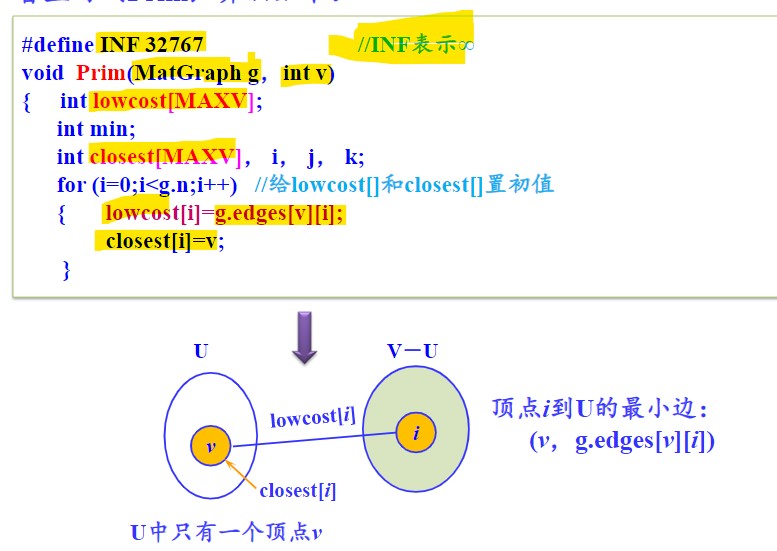 #define INF 32767 //INF表示∞
void Prim(MatGraph g, int v)
{ int lowcost[MAXV];
int min;
int closest[MAXV], i, j, k;
for (i=0;i<g.n;i++) //给lowcost[]和closest[]置初值
{ lowcost[i]=g.edges[v][i];
closest[i]=v;
}
U
V－U
lowcost[i]
v
i
closest[i]
顶点i到U的最小边：
(v，g.edges[v][i])
U中只有一个顶点v